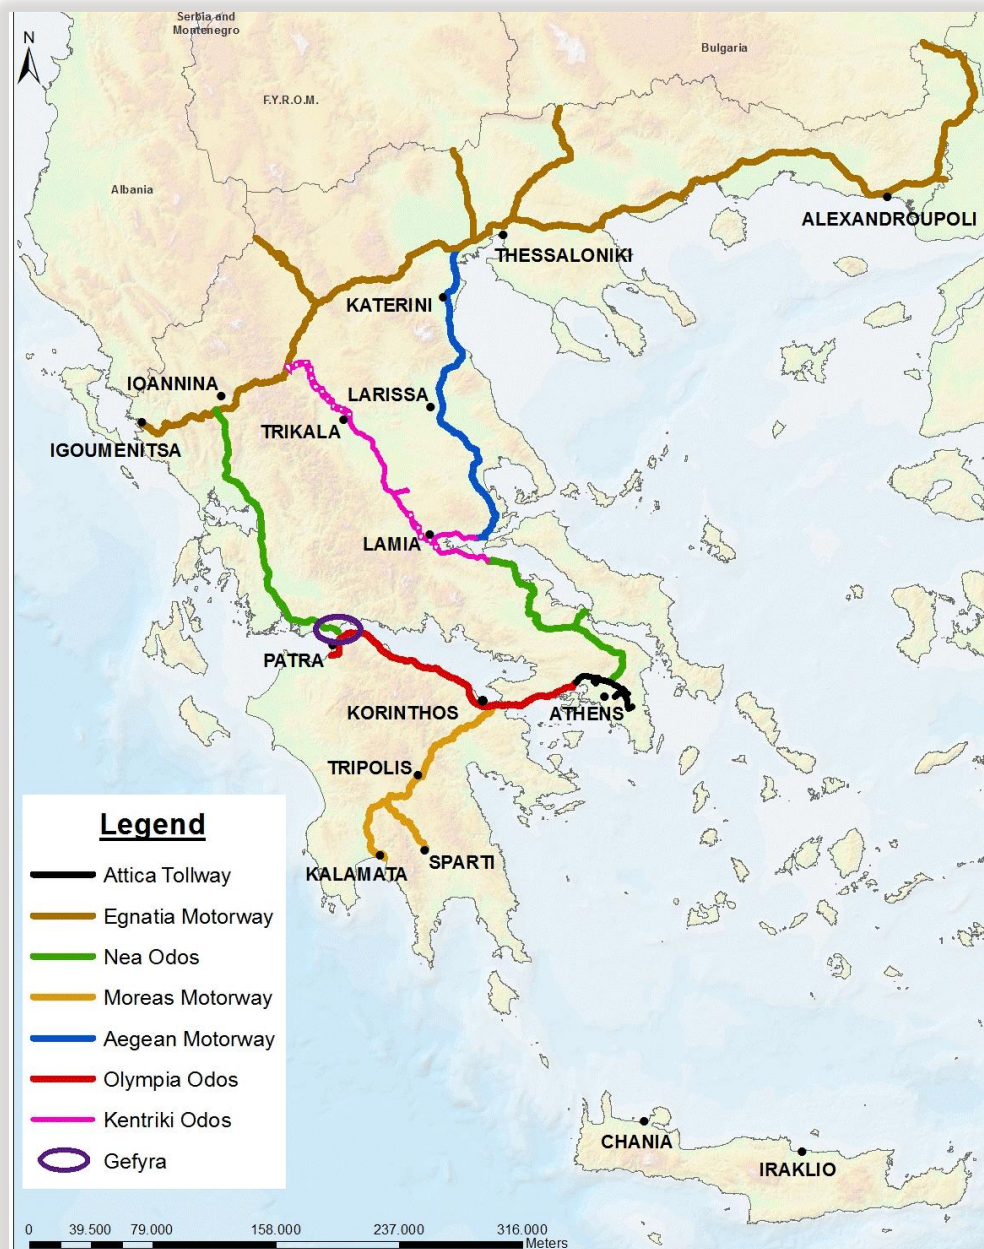 Serbia and
Montenegro
N
Bulgaria
F.Y.R.O.M.
Albania
ALEXANDROUPOLI
THESSALONIKI
KATERINI
IOANNINA
LARISSA
TRIKALA
IGOUMENITSA
LAMIA
PATRA
KORINTHOS
ATHENS
TRIPOLIS
SPARTI
KALAMATA
Legend
Attica Tollway
Egnatia Motorway
Nea Odos
Moreas Motorway
Aegean Motorway
Olympia Odos
Kentriki Odos
Gefyra
CHANIA
IRAKLIO
0 39.500 79.000 158.000 237.000 316.000
Meters